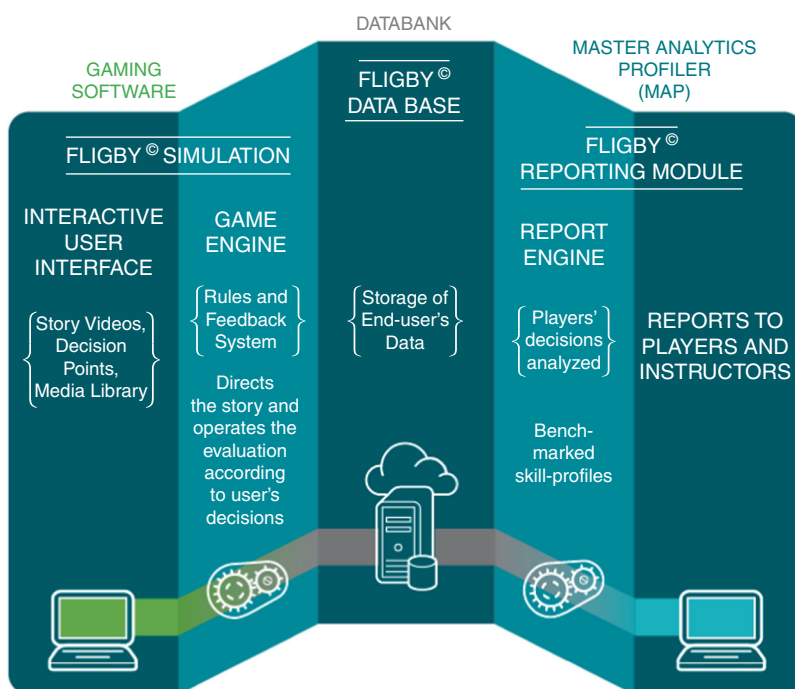 DATABANK
GAMING
SOFTWARE
MASTER ANALYTICS
PROFILER
(MAP)
FLIGBY ©
DATA BASE
FLIGBY © SIMULATION
FLIGBY ©
REPORTING MODULE
INTERACTIVE
USER
INTERFACE
Story Videos,
Decision
Points,
Media Library
GAME
ENGINE
Rules and
Feedback
System
Directs
the story and
operates the
evaluation
according
to user's
decisions
Storage of
End-user's
Data
REPORT
ENGINE
Players'
decisions
analyzed
Bench-
marked
skill-profiles
REPORTS TO
PLAYERS AND
INSTRUCTORS